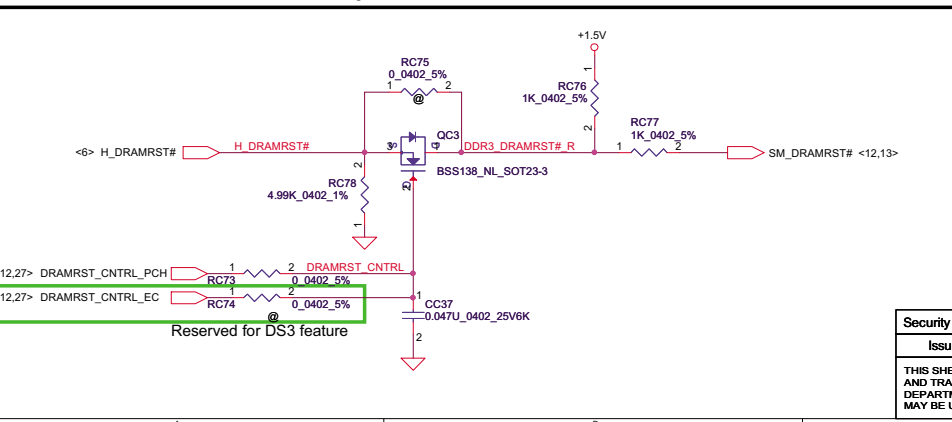 +1.5V
RC75
0_0402_5%
1 2
@
1
RC76
1K_0402_5%
2
RC77
1K_0402_5%
QC3
<6> H_DRAMRST#
H_DRAMRST#
3
DDR3_DRAMRST#_R
1 2
SM_DRAMRST# <12,13>
BSS138_NL_SOT23-3
2
RC78
4.99K_0402_1%
1
2
12,27> DRAMRST_CNTRL_PCH
1 2
DRAMRST_CNTRL
RC73
0_0402_5%
12,27> DRAMRST_CNTRL_EC
1 2
RC74
0_0402_5%
@
1
CC37
0.047U_0402_25V6K
2
Reserved for DS3 feature
Security
Issu
THIS SHE
AND TRA
DEPARTM
MAY BE U